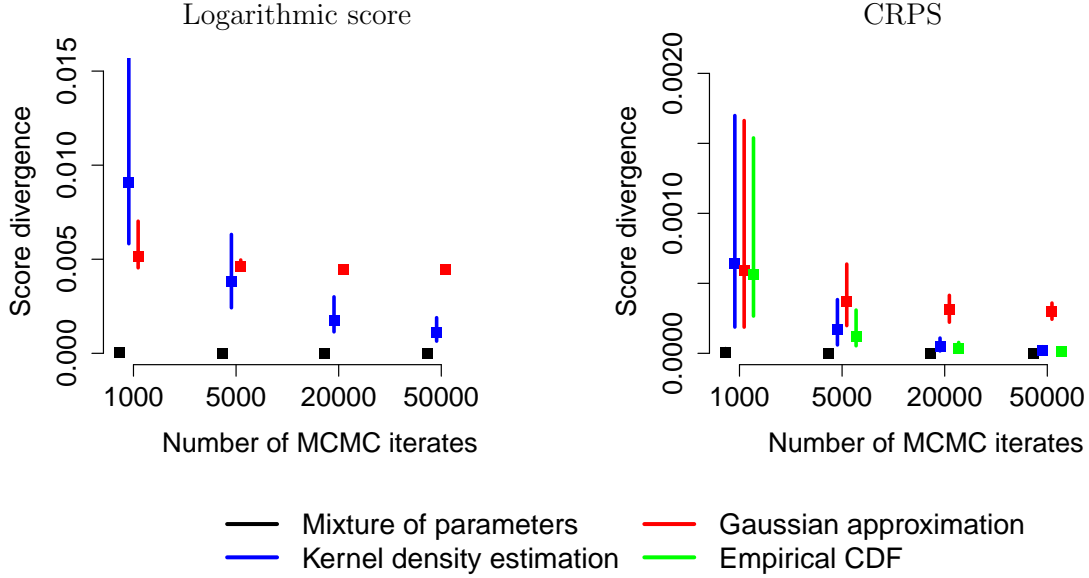 Logarithmic score
Score divergence
0.015
0.010
0.005
0.000
1000 5000 20000 50000
Number of MCMC iterates
CRPS
Score divergence
0.0020
0.0010
0.0000
1000 5000 20000 50000
Number of MCMC iterates
Mixture of parameters
Kernel density estimation
Gaussian approximation
Empirical CDF